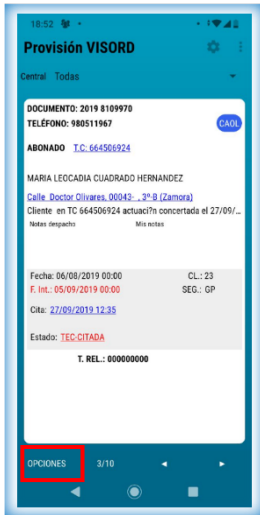 18:52
Provisión VISORD
Central Todas
DOCUMENTO: 2019 8109970
TELÉFONO: 980511967
CAOL
ABONADO T.C: 664506924
MARIA LEOCADIA CUADRADO HERNANDEZ
Calle Doctor Olivares, 00043- , 3º-B (Zamora)
Cliente en TC 664506924 actuaci?n concertada el 27/09/...
Notas despacho Mis notas
Fecha: 06/08/2019 00:00 CL.: 23
F. Int.: 05/09/2019 00:00 SEG.: GP
Cita: 27/09/2019 12:35
Estado: TEC-CITADA
T. REL.: 000000000
OPCIONES 3/10